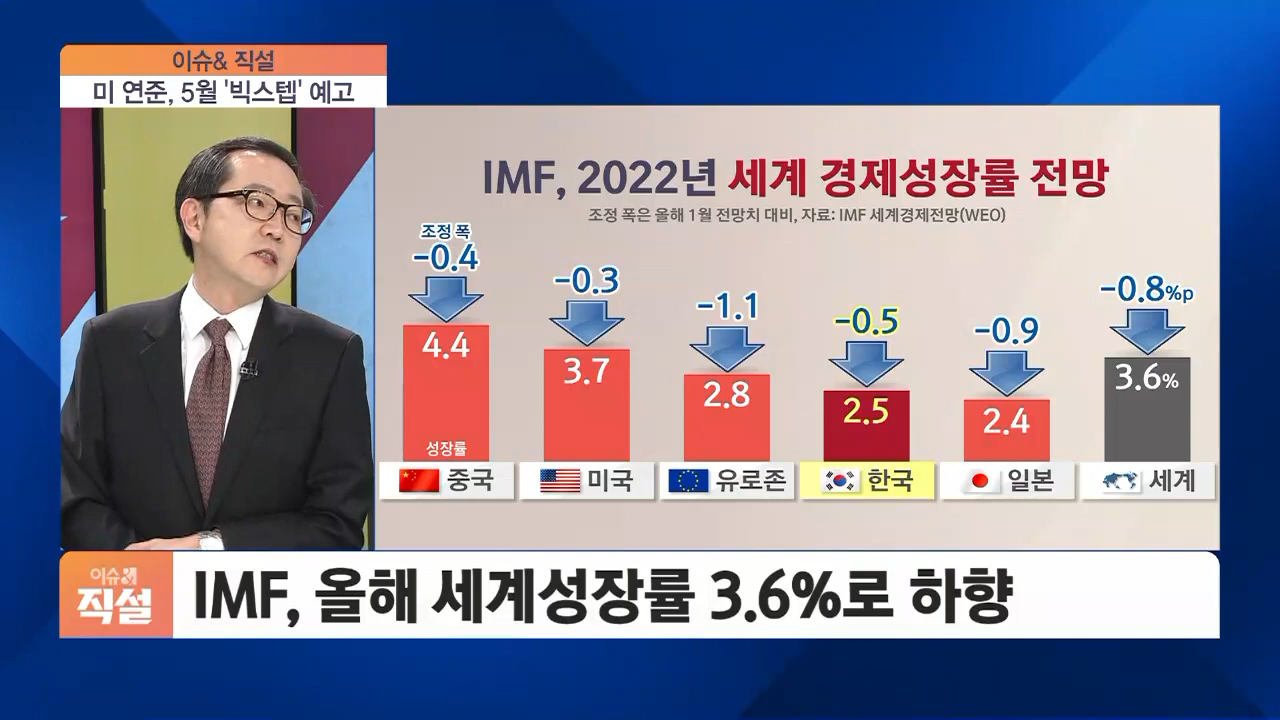 이슈& 직설
미 연준, 5월 '빅스텝' 예고
IMF, 2022년 세계 경제성장률 전망
조정 폭은 올해 1월 전망치 대비, 자료: IMF 세계경제전망(WEO)
조정 폭
-0.4
-0.3
-1.1
-0.5
-0.9
-0.8%p
4.4
3.7
2.8
2.5
2.4
3.6%
성장률
중국
미국
유로존
한국
일본
세계
이슈&
직설
IMF, 올해 세계성장률 3.6%로 하향